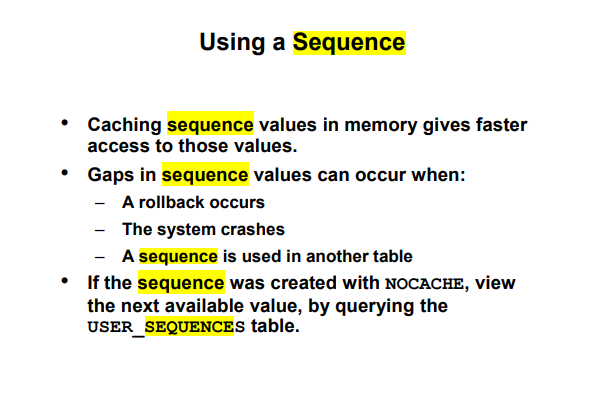 Using a Sequence
• Caching sequence values in memory gives faster
access to those values.
• Gaps in sequence values can occur when:
– A rollback occurs
– The system crashes
– A sequence is used in another table
• If the sequence was created with NOCACHE, view
the next available value, by querying the
USER_SEQUENCES table.